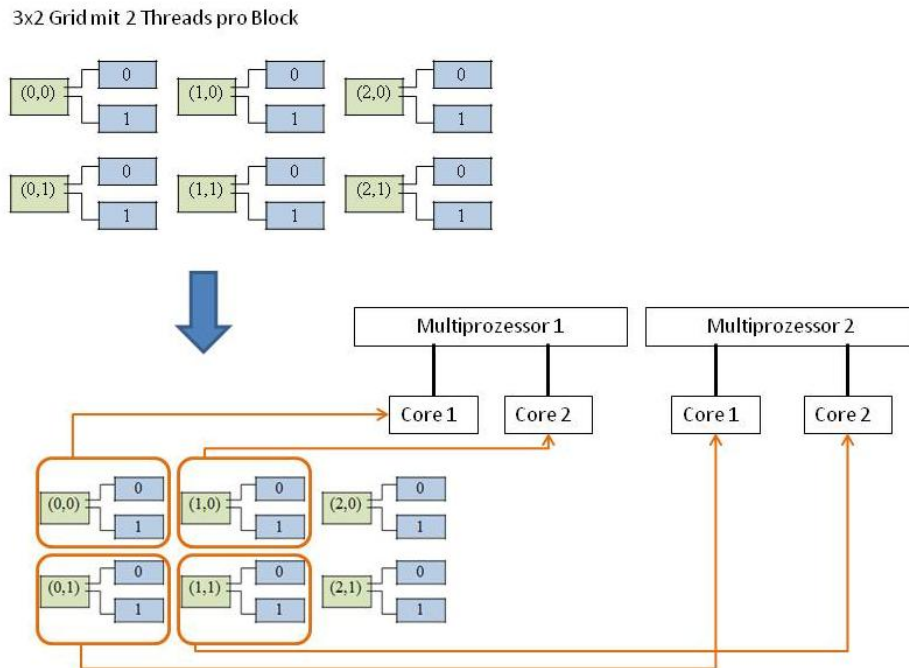 3x2 Grid mit 2 Threads pro Block
0 0 0
(0,0) (1,0) (2,0)
1 1 1
0 0 0
(0,1) (1,1) (2,1)
1 1 1
Multiprozessor 1 Multiprozessor 2
Core 1 Core 2 Core 1 Core 2
0 0 0
(0,0) (1,0) (2,0)
1 1 1
0 0 0
(0,1) (1,1) (2,1)
1 1 1